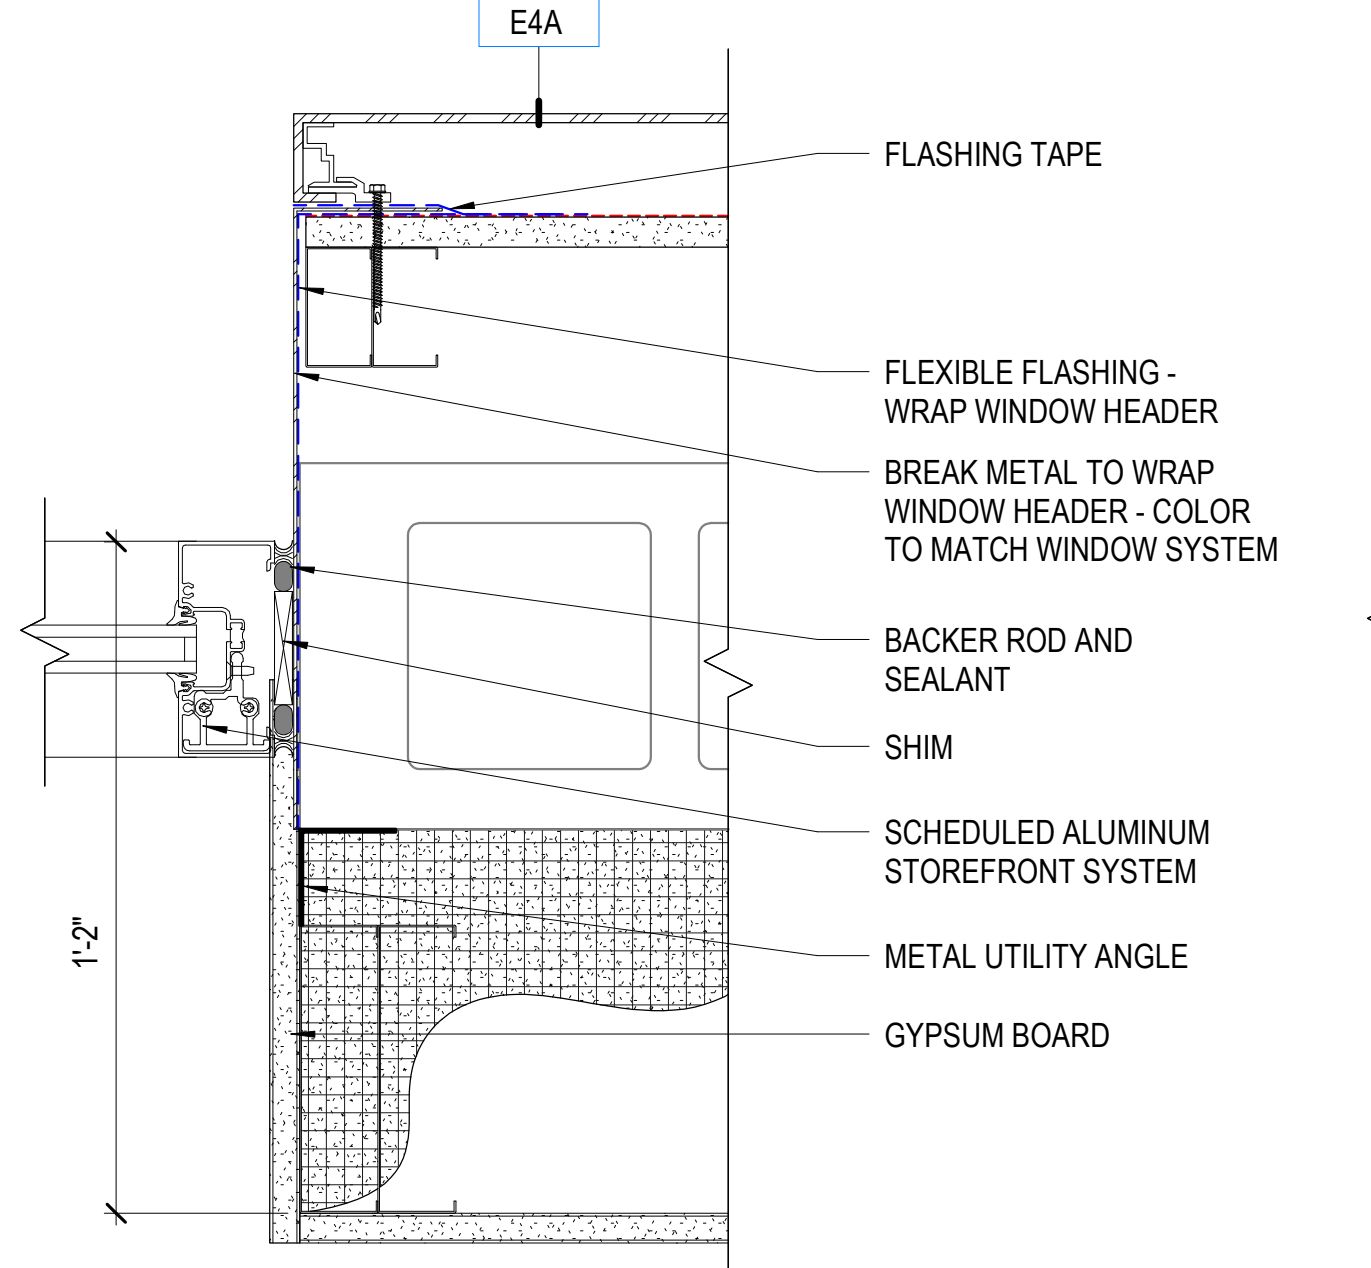 E4A
FLASHING TAPE
FLEXIBLE FLASHING -
WRAP WINDOW HEADER
BREAK METAL TO WRAP
WINDOW HEADER - COLOR
TO MATCH WINDOW SYSTEM
BACKER ROD AND
SEALANT
SHIM
SCHEDULED ALUMINUM
STOREFRONT SYSTEM
1'-2"
METAL UTILITY ANGLE
GYPSUM BOARD